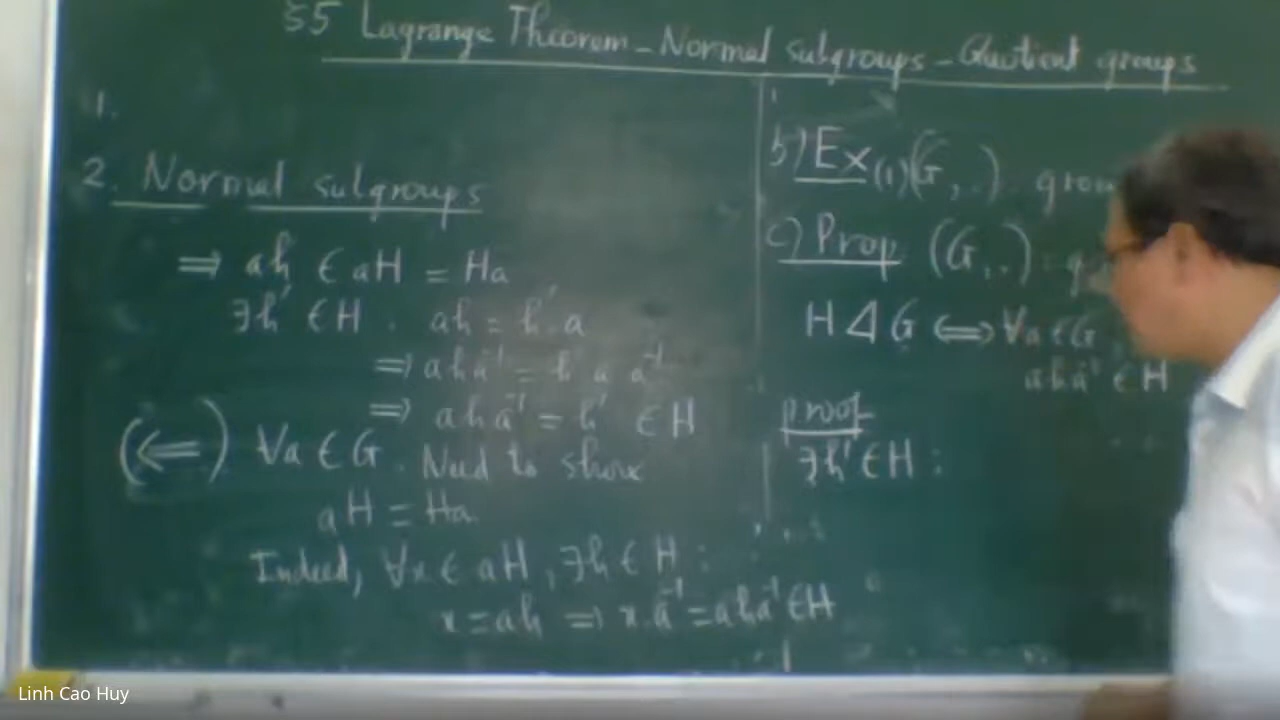 §5 Lagrange Theorem - Normal subgroups - Quotient groups
1.
2. Normal subgroups
⇒ ah ∈ aH = Ha
∃h' ∈ H . ah = h'.a
⇒ aha⁻¹ = h a a⁻¹
⇒ aha⁻¹ = h' ∈ H
(⇐) ∀a ∈ G. Need to show
aH = Ha.
Indeed, ∀x ∈ aH, ∃h ∈ H :
x = ah ⇒ x.a⁻¹ = aha⁻¹ ∈ H
b) Ex (1) (G, .)
c) Prop (G, .)
H ⊲ G ⇔ ∀a ∈ G
aha⁻¹ ∈ H
proof
∃h' ∈ H :
Linh Cao Huy